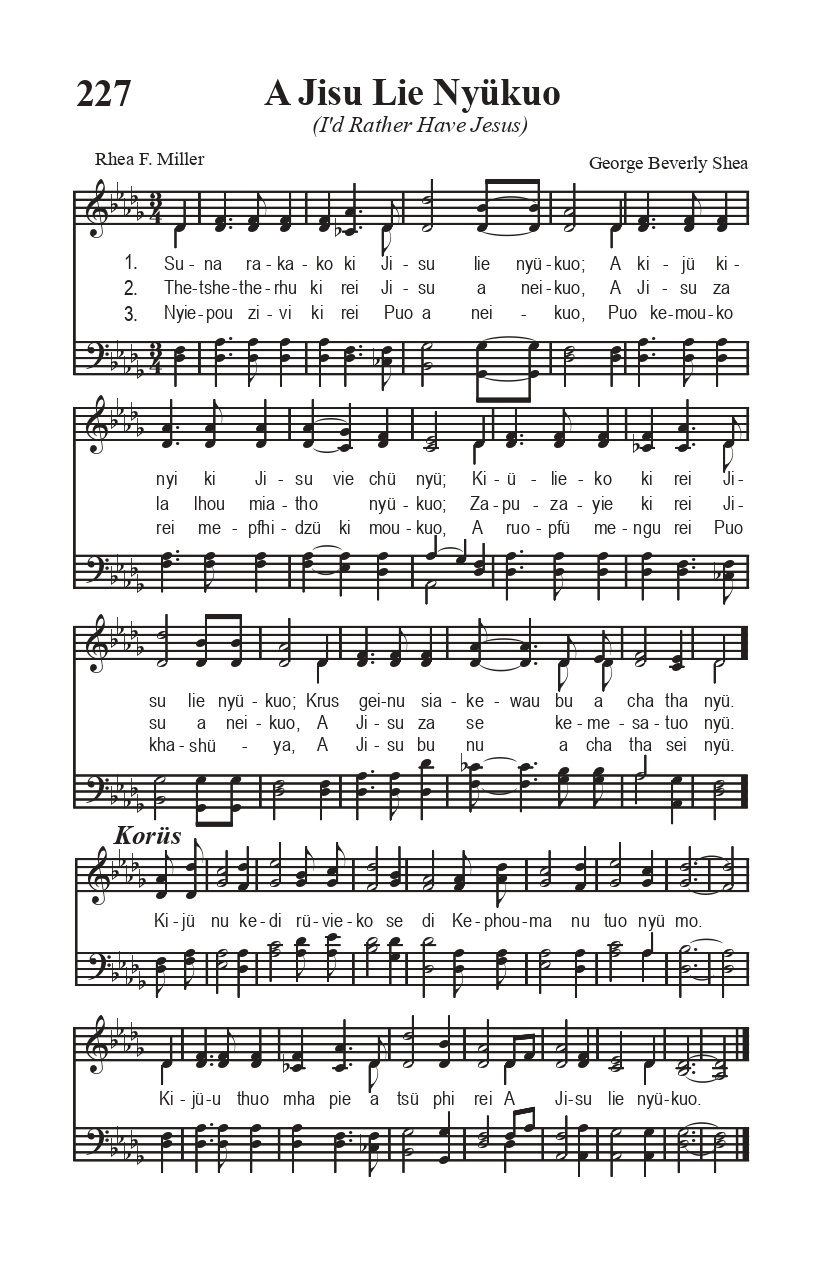 227 A Jisu Lie Nyükuo
(I'd Rather Have Jesus)
Rhea F. Miller George Beverly Shea
1. Su - na ra - ka - ko ki Ji - su lie nyü - kuo; A ki - jü ki -
2. The - tshe - the - rhu ki rei Ji - su a nei - kuo, A Ji - su za
3. Nyie - pou zi - vi ki rei Puo a nei - kuo, Puo ke - mou - ko
nyi ki Ji - su vie chü nyü; Ki - ü - lie - ko ki rei Ji -
la lhou mia - tho nyü - kuo; Za - pu - za - yie ki rei Ji -
rei me - pfhi - dzü ki mou - kuo, A ruo - pfü me - ngu rei Puo
su lie nyü - kuo; Krus gei - nu sia - ke - wau bu a cha tha nyü.
su a nei - kuo, A Ji - su za se ke - me - sa - tuo nyü.
kha - shü - ya, A Ji - su bu nu a cha tha sei nyü.
Korüs
Ki - jü nu ke - di rü - vie - ko se di Ke - phou - ma nu tuo nyü mo.
Ki - jü - u thuo mha pie a tsü phi rei A Ji - su lie nyü - kuo.